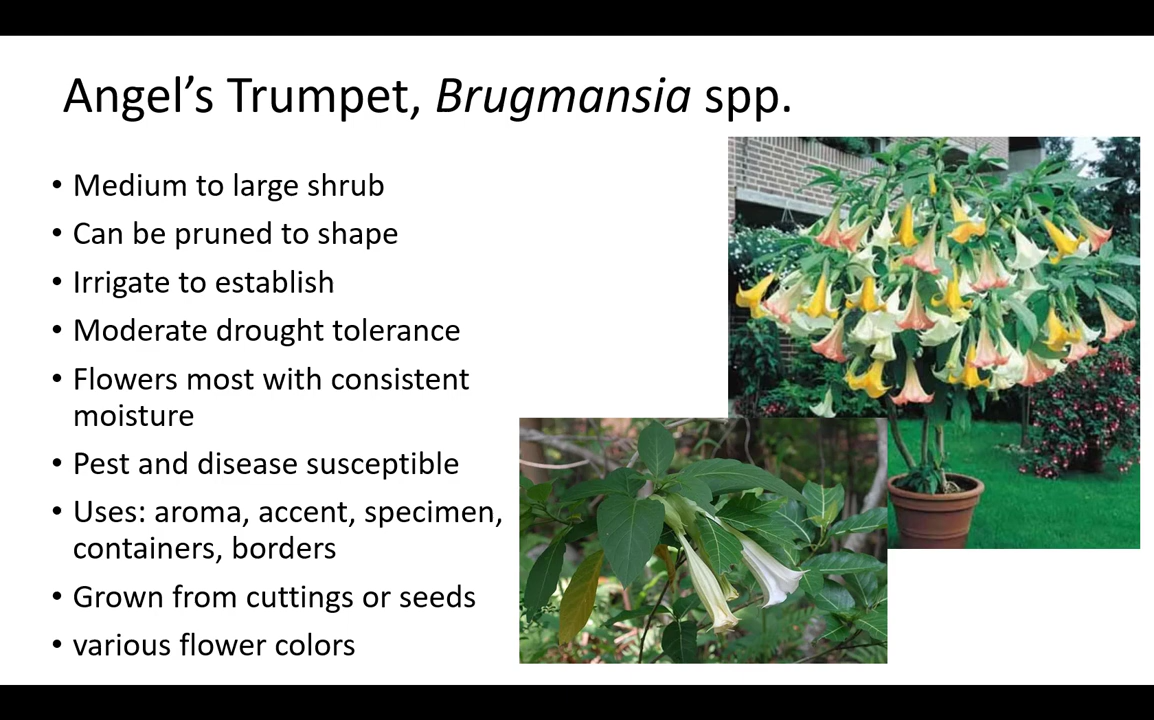 Angel’s Trumpet, Brugmansia spp.
• Medium to large shrub
• Can be pruned to shape
• Irrigate to establish
• Moderate drought tolerance
• Flowers most with consistent
moisture
• Pest and disease susceptible
• Uses: aroma, accent, specimen,
containers, borders
• Grown from cuttings or seeds
• various flower colors